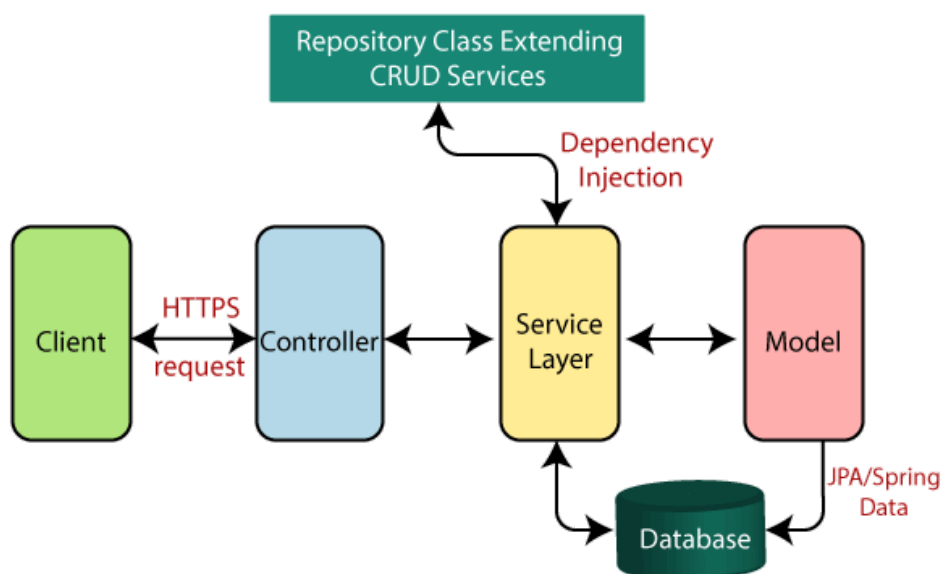 Repository Class Extending
CRUD Services
Dependency
Injection
HTTPS
request
Client
Controller
Service
Layer
Model
JPA/Spring
Data
Database